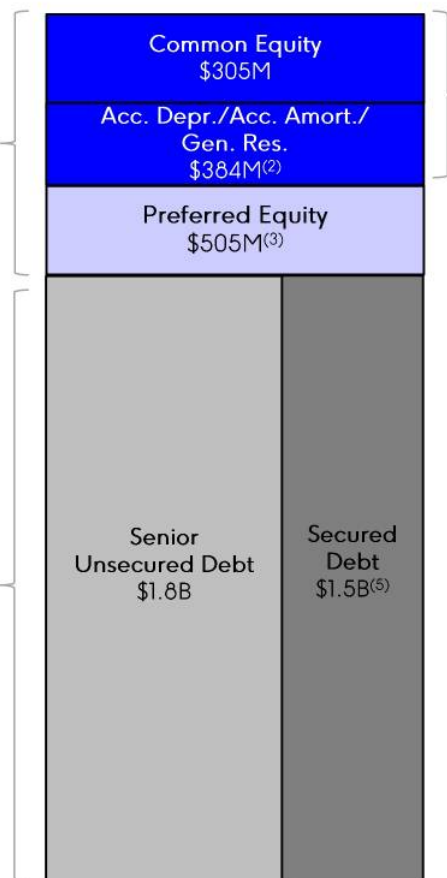 Common Equity
$305M
Acc. Depr./Acc. Amort./
Gen. Res.
$384M(2)
Preferred Equity
$505M(3)
Senior
Unsecured Debt
$1.8B
Secured
Debt
$1.5B(5)